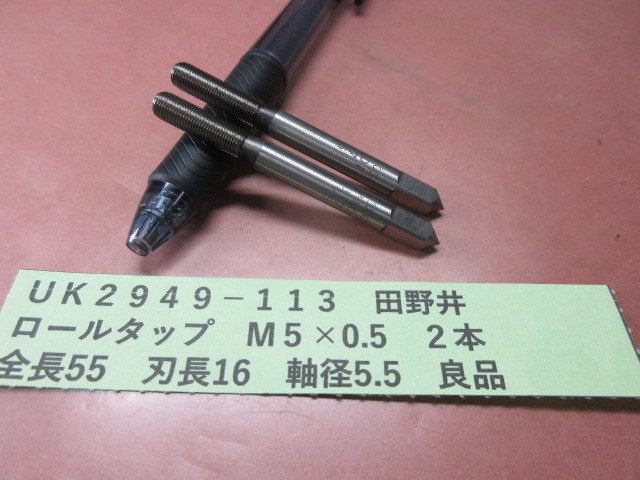 UK2949-113 田野井
ロールタップ M5×0.5 2本
全長55 刃長16 軸径5.5 良品